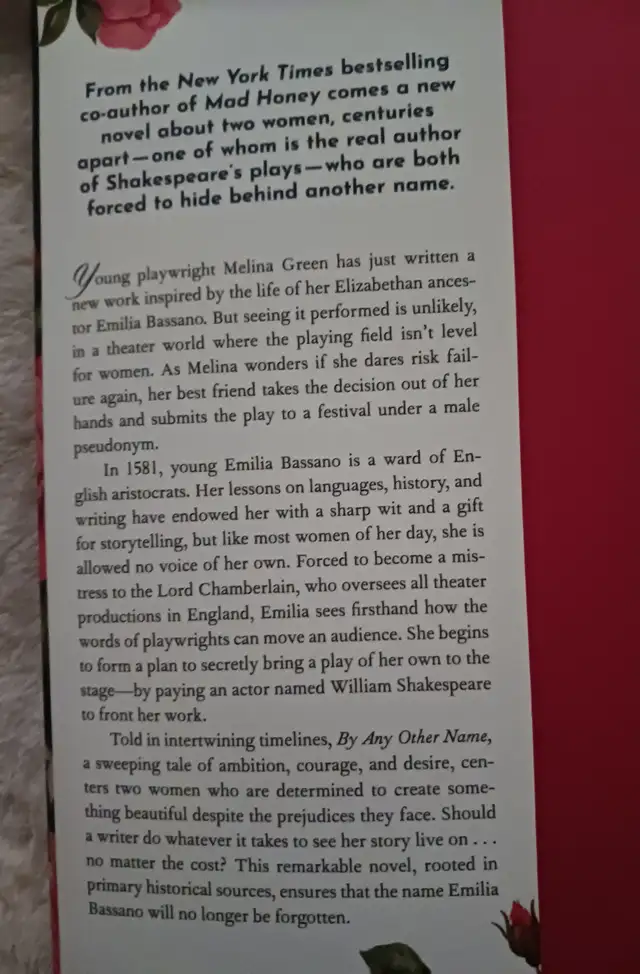 From the New York Times bestselling
co-author of Mad Honey comes a new
novel about two women, centuries
apart—one of whom is the real author
of Shakespeare's plays—who are both
forced to hide behind another name.
Young playwright Melina Green has just written a
new work inspired by the life of her Elizabethan ances-
tor Emilia Bassano. But seeing it performed is unlikely,
in a theater world where the playing field isn't level
for women. As Melina wonders if she dares risk fail-
ure again, her best friend takes the decision out of her
hands and submits the play to a festival under a male
pseudonym.
In 1581, young Emilia Bassano is a ward of En-
glish aristocrats. Her lessons on languages, history, and
writing have endowed her with a sharp wit and a gift
for storytelling, but like most women of her day, she is
allowed no voice of her own. Forced to become a mis-
tress to the Lord Chamberlain, who oversees all theater
productions in England, Emilia sees firsthand how the
words of playwrights can move an audience. She begins
to form a plan to secretly bring a play of her own to the
stage—by paying an actor named William Shakespeare
to front her work.
Told in intertwining timelines, By Any Other Name,
a sweeping tale of ambition, courage, and desire, cen-
ters two women who are determined to create some-
thing beautiful despite the prejudices they face. Should
a writer do whatever it takes to see her story live on . . .
no matter the cost? This remarkable novel, rooted in
primary historical sources, ensures that the name Emilia
Bassano will no longer be forgotten.